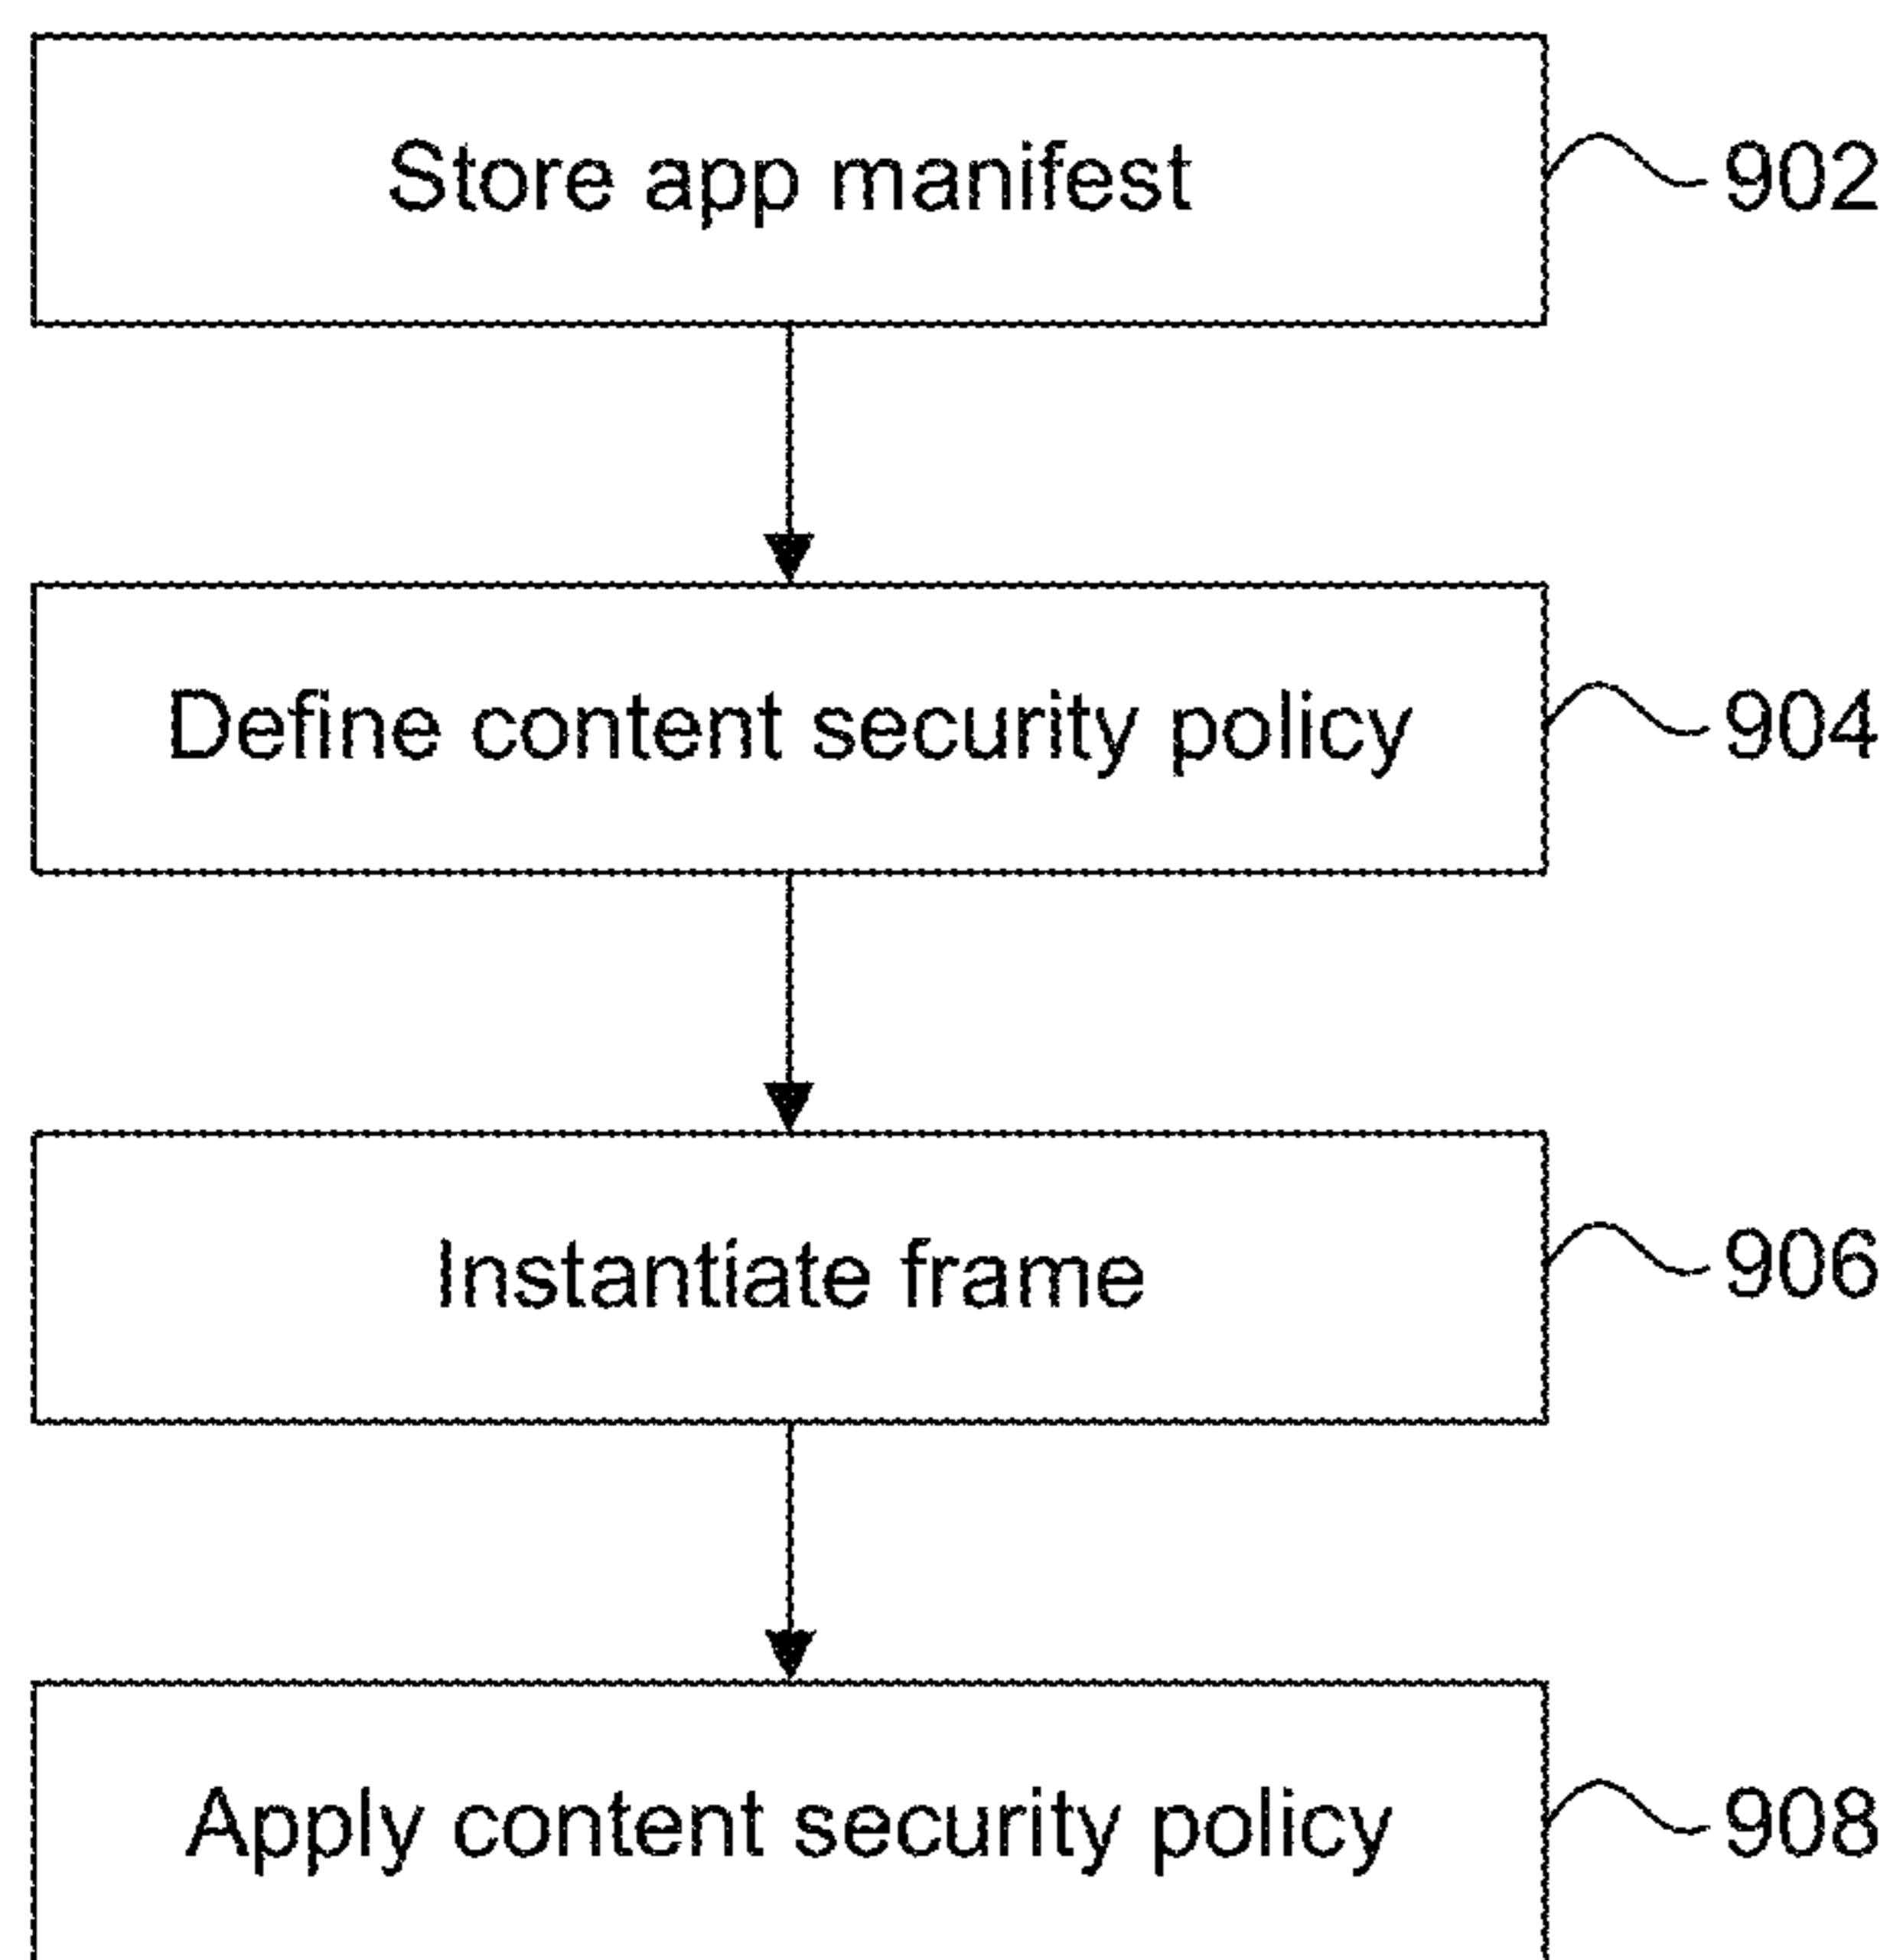 Store app manifest
902
Define content security policy
904
Instantiate frame
906
Apply content security policy
908